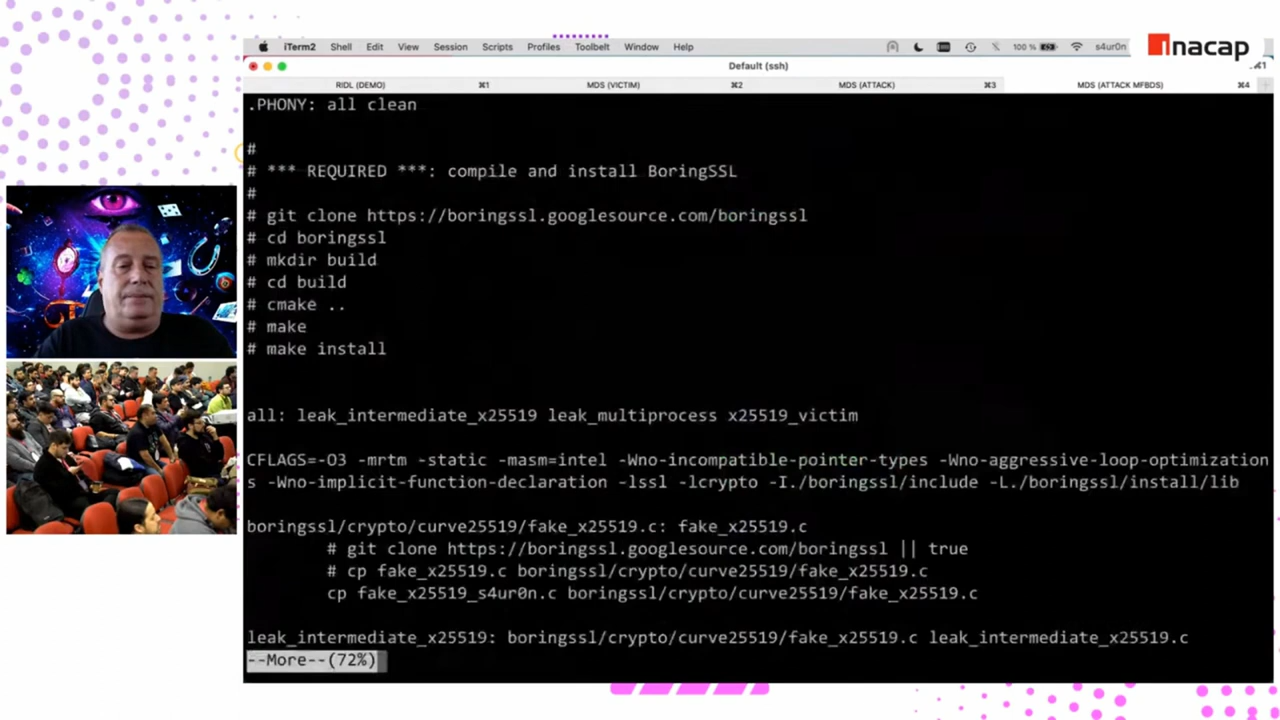 iTerm2 Shell Edit View Session Scripts Profiles Toolbelt Window Help 100 % s4ur0n
inacap
Default (ssh) ⌘1
RIDL (DEMO) ⌘1 MDS (VICTIM) ⌘2 MDS (ATTACK) ⌘3 MDS (ATTACK MFBDS) ⌘4
.PHONY: all clean
#
# *** REQUIRED ***: compile and install BoringSSL
#
# git clone https://boringssl.googlesource.com/boringssl
# cd boringssl
# mkdir build
# cd build
# cmake ..
# make
# make install
all: leak_intermediate_x25519 leak_multiprocess x25519_victim
CFLAGS=-O3 -mrtm -static -masm=intel -Wno-incompatible-pointer-types -Wno-aggressive-loop-optimization
s -Wno-implicit-function-declaration -lssl -lcrypto -I./boringssl/include -L./boringssl/install/lib
boringssl/crypto/curve25519/fake_x25519.c: fake_x25519.c
# git clone https://boringssl.googlesource.com/boringssl || true
# cp fake_x25519.c boringssl/crypto/curve25519/fake_x25519.c
cp fake_x25519_s4ur0n.c boringssl/crypto/curve25519/fake_x25519.c
leak_intermediate_x25519: boringssl/crypto/curve25519/fake_x25519.c leak_intermediate_x25519.c
--More--(72%)